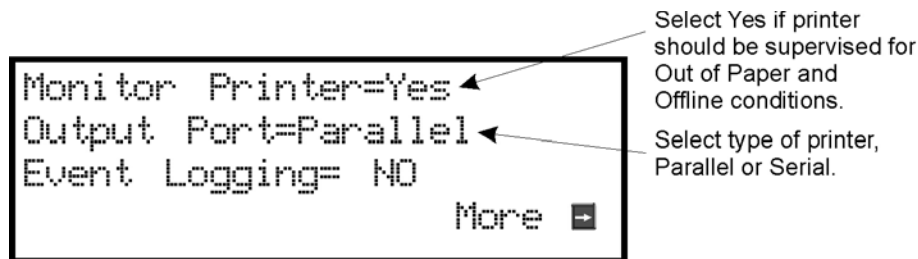 Monitor Printer=Yes
Output Port=Parallel
Event Logging= NO
More →
Select Yes if printer
should be supervised for
Out of Paper and
Offline conditions.
Select type of printer,
Parallel or Serial.